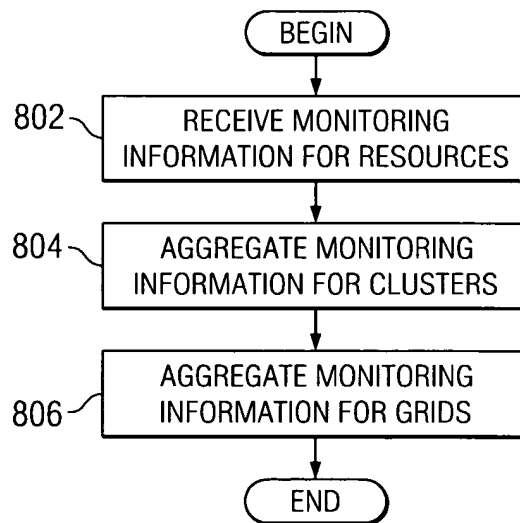 BEGIN
802
RECEIVE MONITORING
INFORMATION FOR RESOURCES
804
AGGREGATE MONITORING
INFORMATION FOR CLUSTERS
806
AGGREGATE MONITORING
INFORMATION FOR GRIDS
END